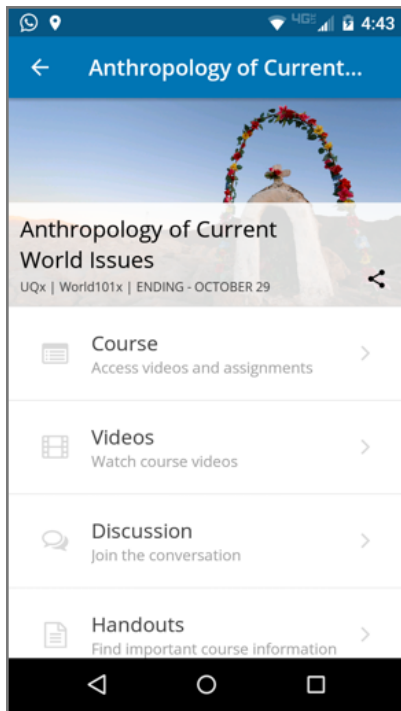 4G 4:43
Anthropology of Current...
Anthropology of Current
World Issues
UQx | World101x | ENDING - OCTOBER 29
Course
Access videos and assignments
Videos
Watch course videos
Discussion
Join the conversation
Handouts
Find important course information